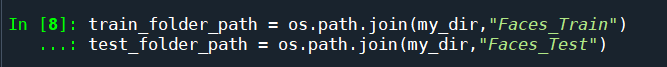 In [8]: train_folder_path = os.path.join(my_dir,"Faces_Train")
...: test_folder_path = os.path.join(my_dir,"Faces_Test")